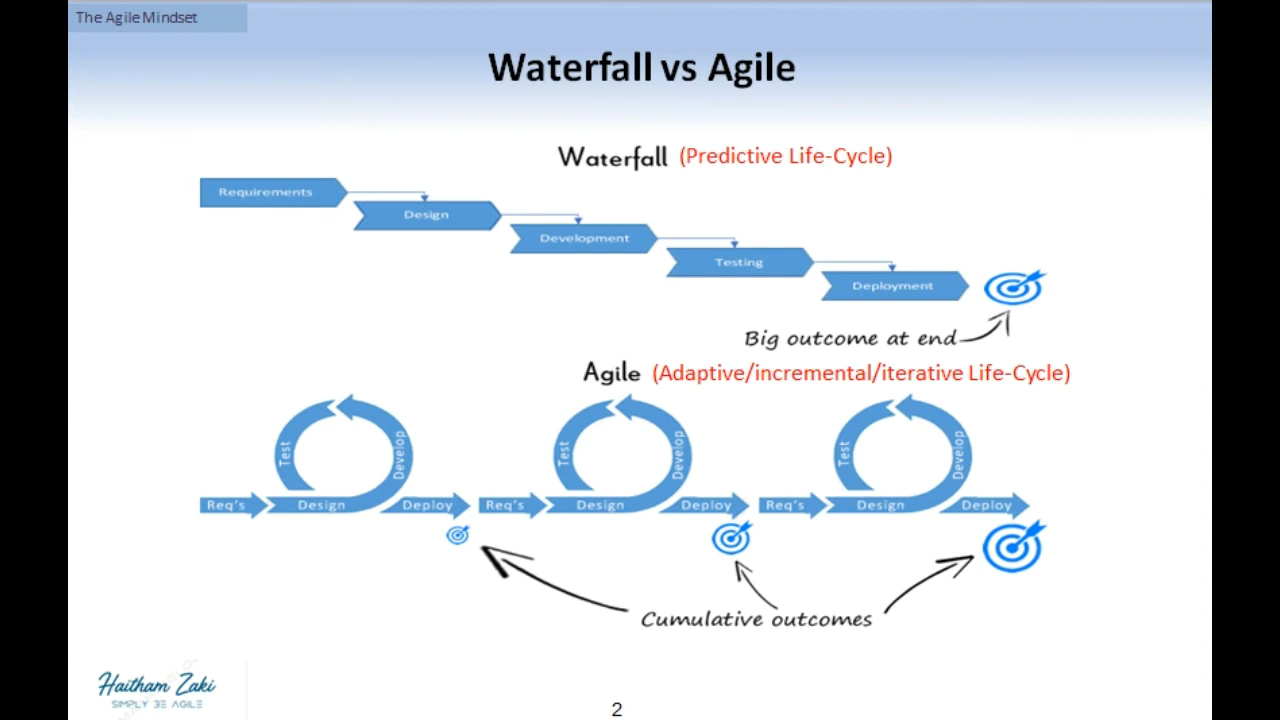 The Agile Mindset
Waterfall vs Agile
Waterfall (Predictive Life-Cycle)
Requirements
Design
Development
Testing
Deployment
Big outcome at end
Agile (Adaptive/incremental/iterative Life-Cycle)
Test
Develop
Req's
Design
Deploy
Test
Develop
Req's
Design
Deploy
Test
Develop
Req's
Design
Deploy
Cumulative outcomes
Haitham Zaki
SIMPLY BE AGILE
2